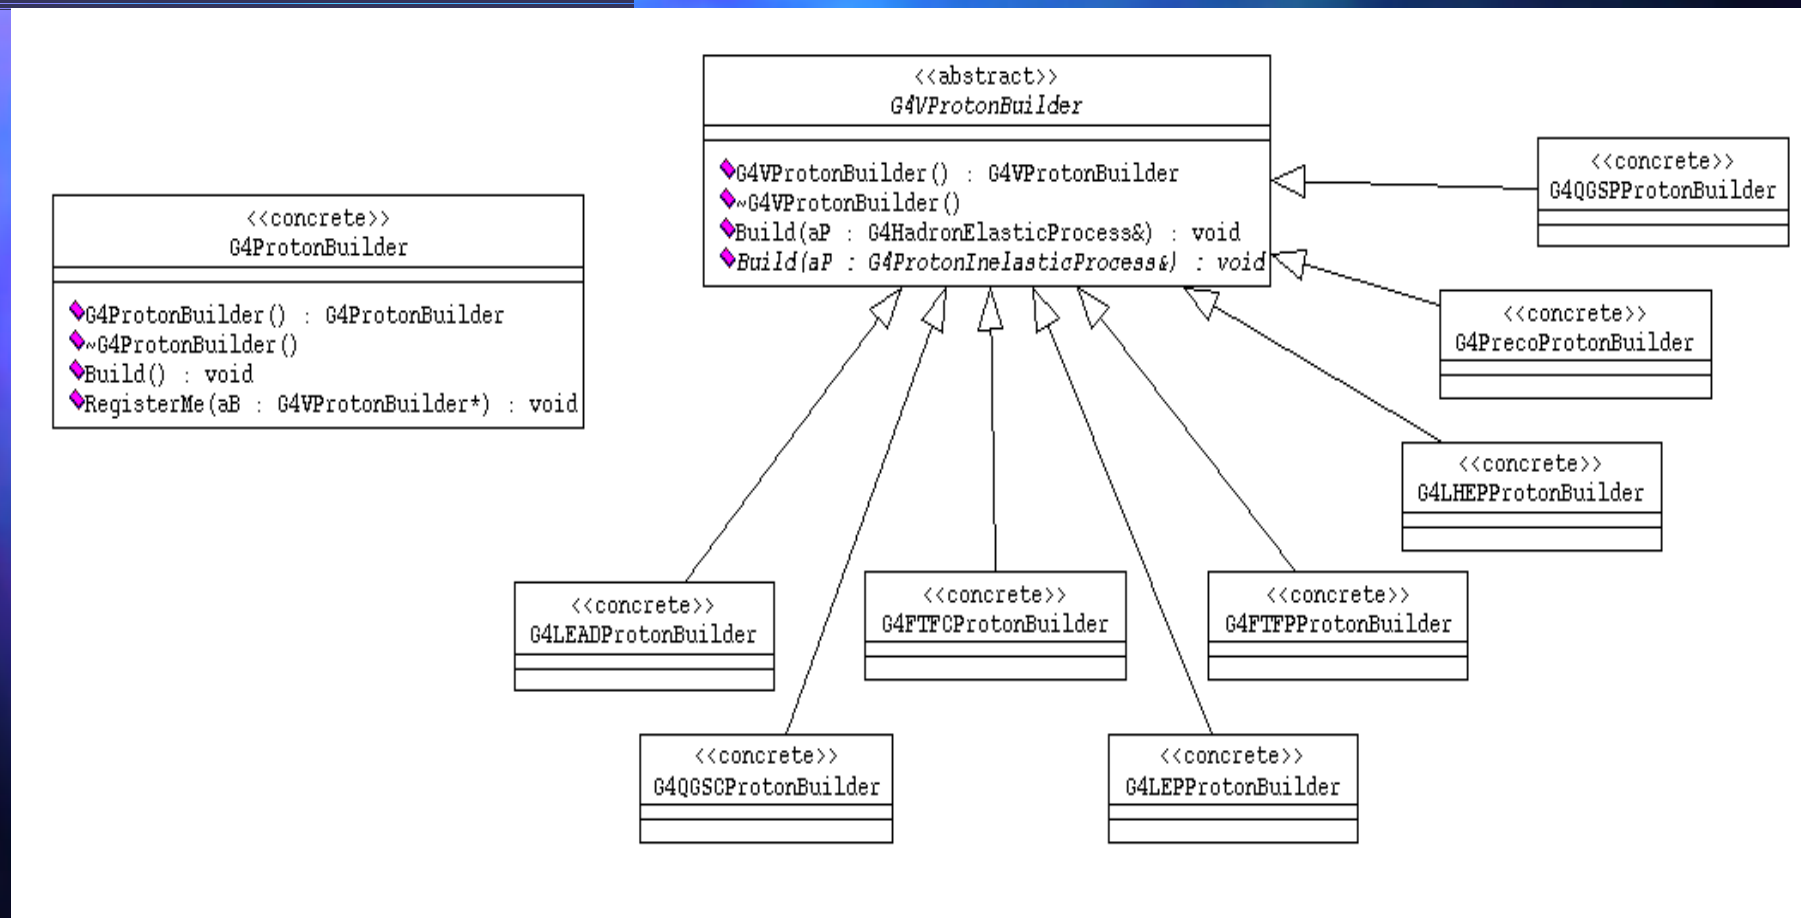 <<abstract>>
G4VProtonBuilder
G4VProtonBuilder() : G4VProtonBuilder
~G4VProtonBuilder()
Build(aP : G4HadronElasticProcess&) : void
Build(aP : G4ProtonInelasticProcess&) : void
<<concrete>>
G4ProtonBuilder
G4ProtonBuilder() : G4ProtonBuilder
~G4ProtonBuilder()
Build() : void
RegisterMe(aB : G4VProtonBuilder*) : void
<<concrete>>
G4QGSPProtonBuilder
<<concrete>>
G4PrecoProtonBuilder
<<concrete>>
G4LHEPProtonBuilder
<<concrete>>
G4LEADProtonBuilder
<<concrete>>
G4FTFCProtonBuilder
<<concrete>>
G4FTFPProtonBuilder
<<concrete>>
G4QGSCProtonBuilder
<<concrete>>
G4LEPProtonBuilder